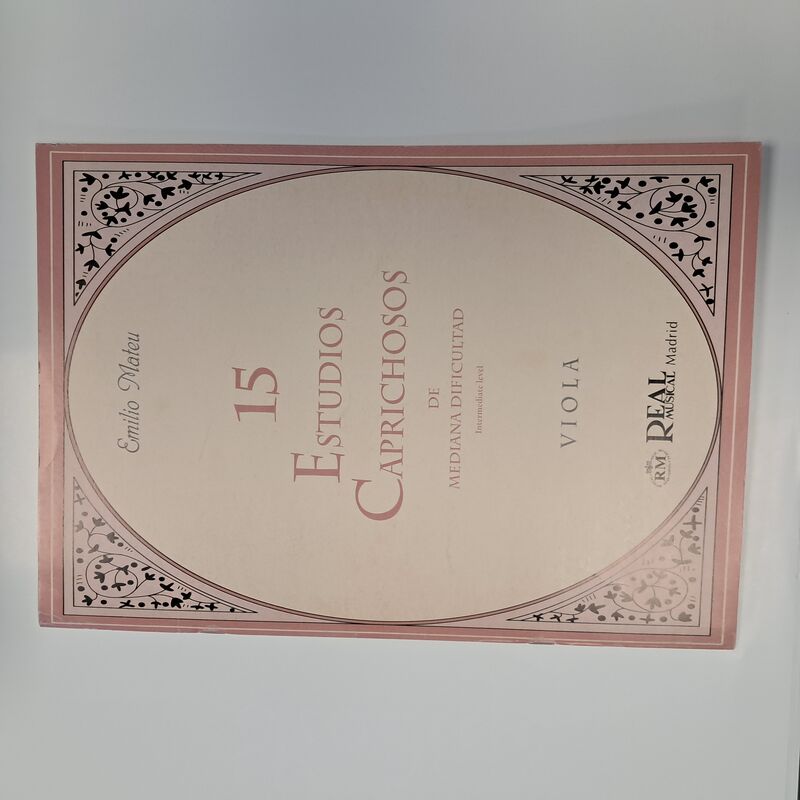 Emilio Mateu
15
ESTUDIOS
CAPRICHOSOS
DE
MEDIANA DIFICULTAD
Intermediate level
VIOLA
RM
REAL
MUSICAL Madrid